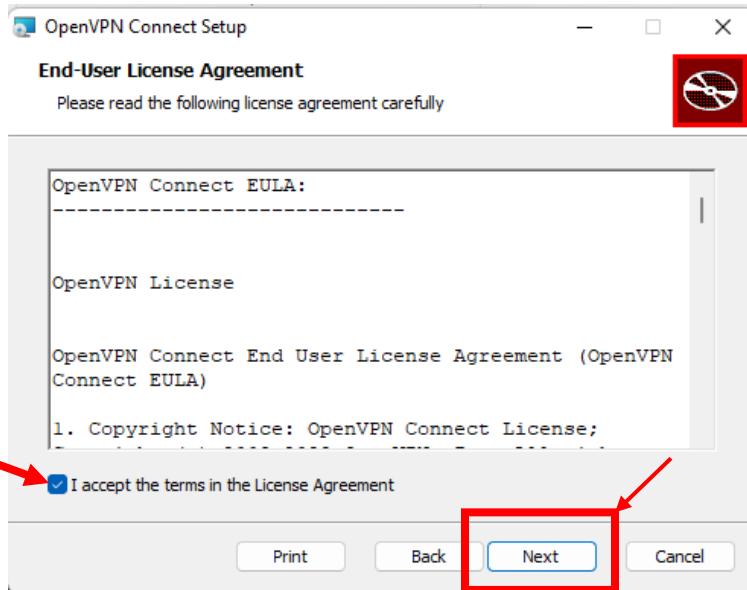 OpenVPN Connect Setup
End-User License Agreement
Please read the following license agreement carefully
OpenVPN Connect EULA:
-----------------------------
OpenVPN License
OpenVPN Connect End User License Agreement (OpenVPN
Connect EULA)
1. Copyright Notice: OpenVPN Connect License;
I accept the terms in the License Agreement
Print
Back
Next
Cancel